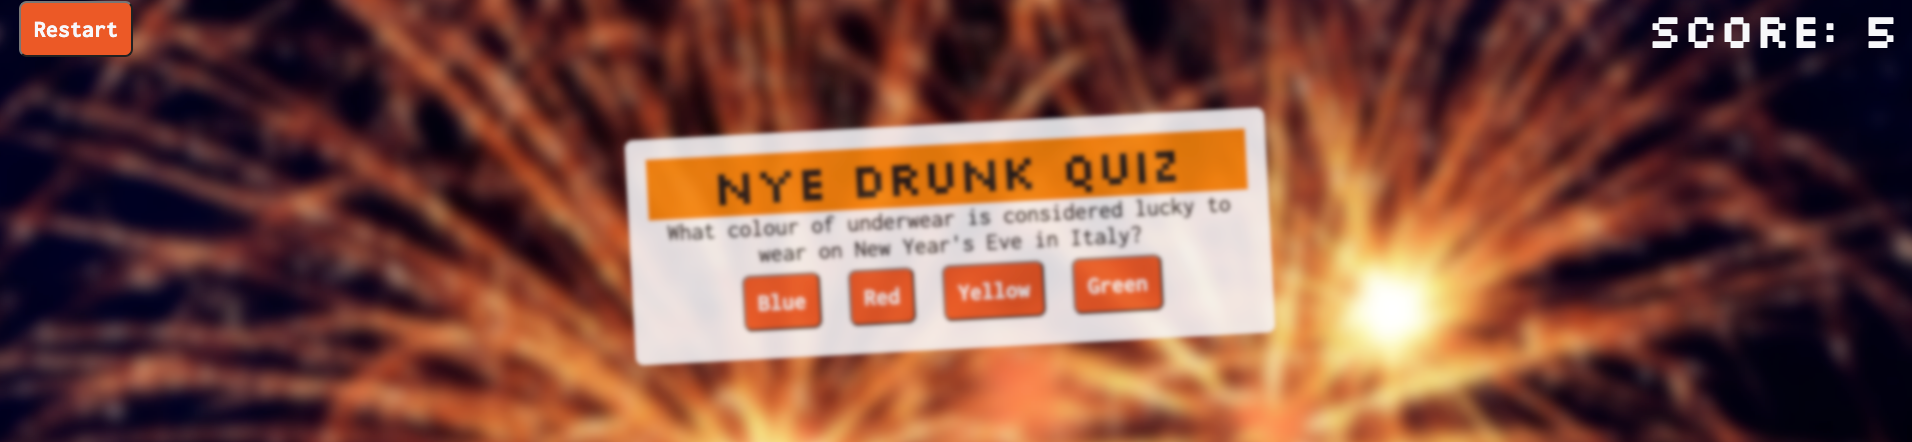 Restart
SCORE: 5
NYE DRUNK QUIZ
What colour of underwear is considered lucky to
wear on New Year's Eve in Italy?
Blue Red Yellow Green